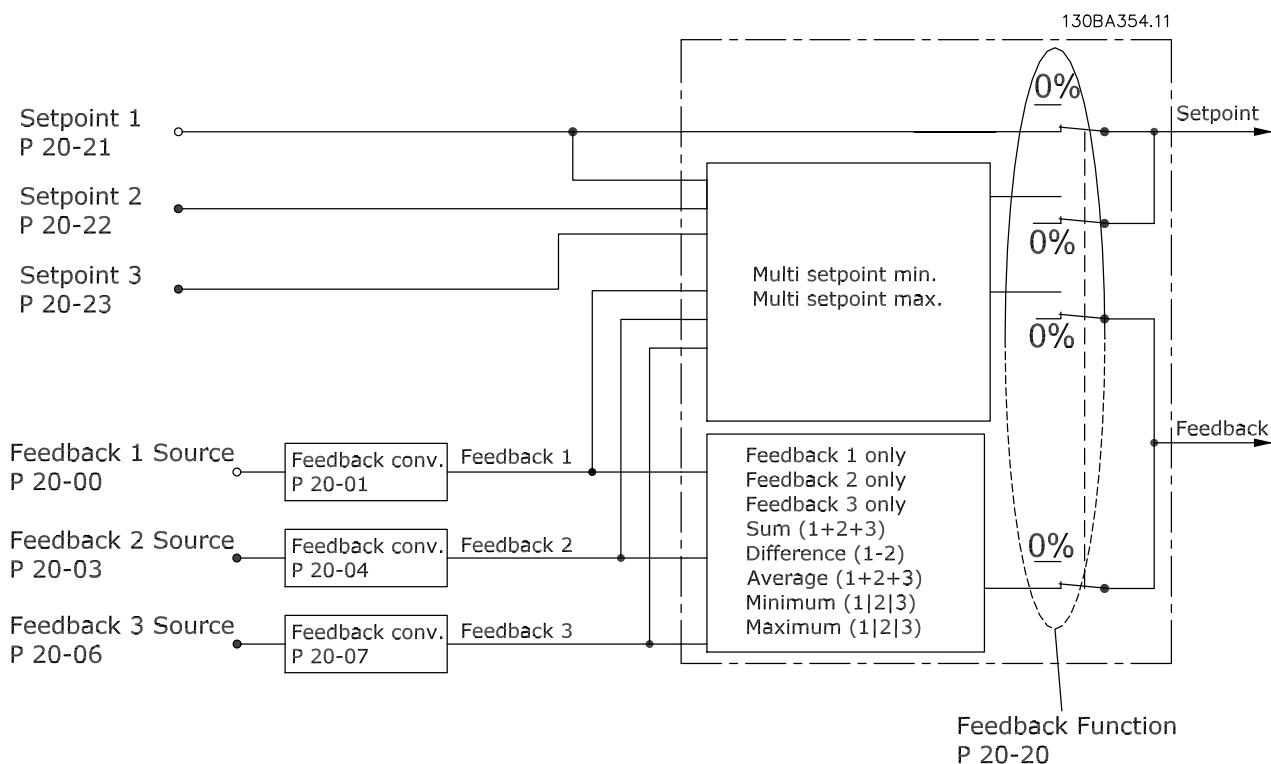 130BA354.11
0%
Setpoint 1
P 20-21
Setpoint
Setpoint 2
P 20-22
0%
Setpoint 3
P 20-23
Multi setpoint min.
Multi setpoint max.
0%
Feedback
Feedback 1 Source
P 20-00
Feedback conv.
P 20-01
Feedback 1
Feedback 1 only
Feedback 2 only
Feedback 3 only
Sum (1+2+3)
Difference (1-2)
Average (1+2+3)
Minimum (1|2|3)
Maximum (1|2|3)
0%
Feedback 2 Source
P 20-03
Feedback conv.
P 20-04
Feedback 2
Feedback 3 Source
P 20-06
Feedback conv.
P 20-07
Feedback 3
Feedback Function
P 20-20